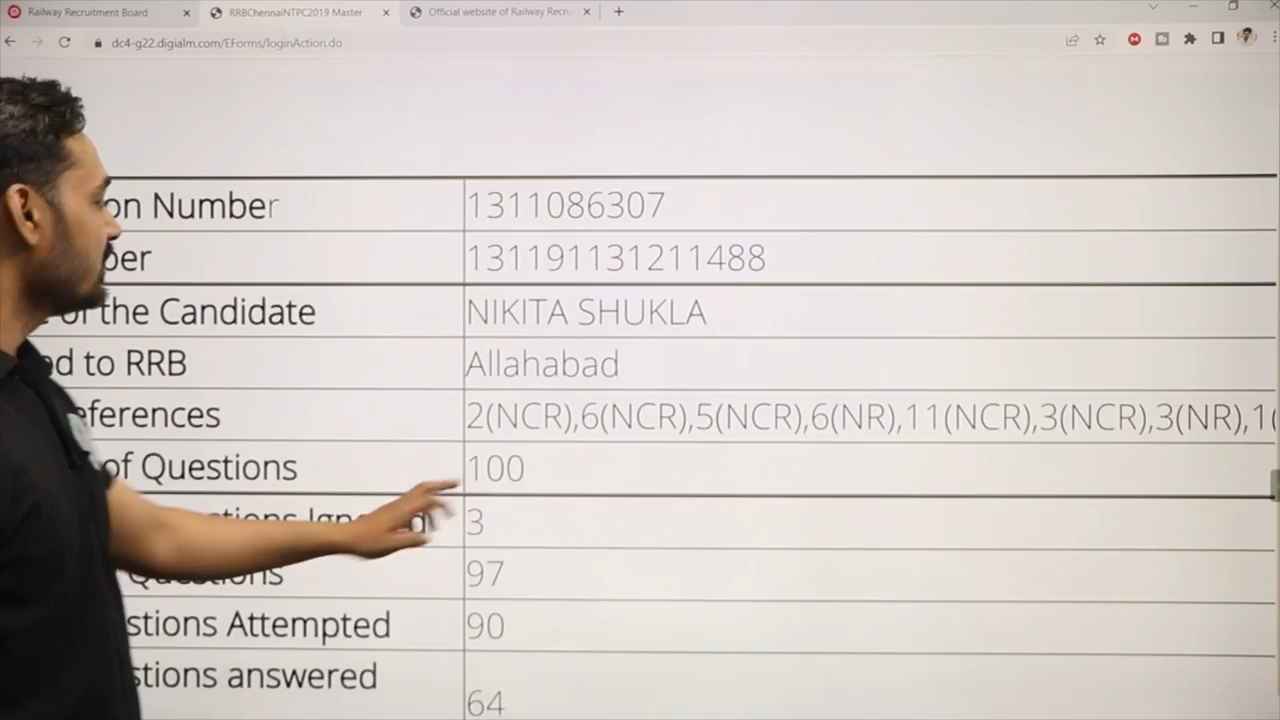 Railway Recruitment Board
RRBChennaiNTPC2019 Master
Official website of Railway Recru
dc4-g22.digialm.com/EForms/loginAction.do
on Number 1311086307
ber 131191131211488
of the Candidate NIKITA SHUKLA
ed to RRB Allahabad
eferences 2(NCR),6(NCR),5(NCR),6(NR),11(NCR),3(NCR),3(NR),1(
of Questions 100
3
Questions 97
stions Attempted 90
stions answered
64